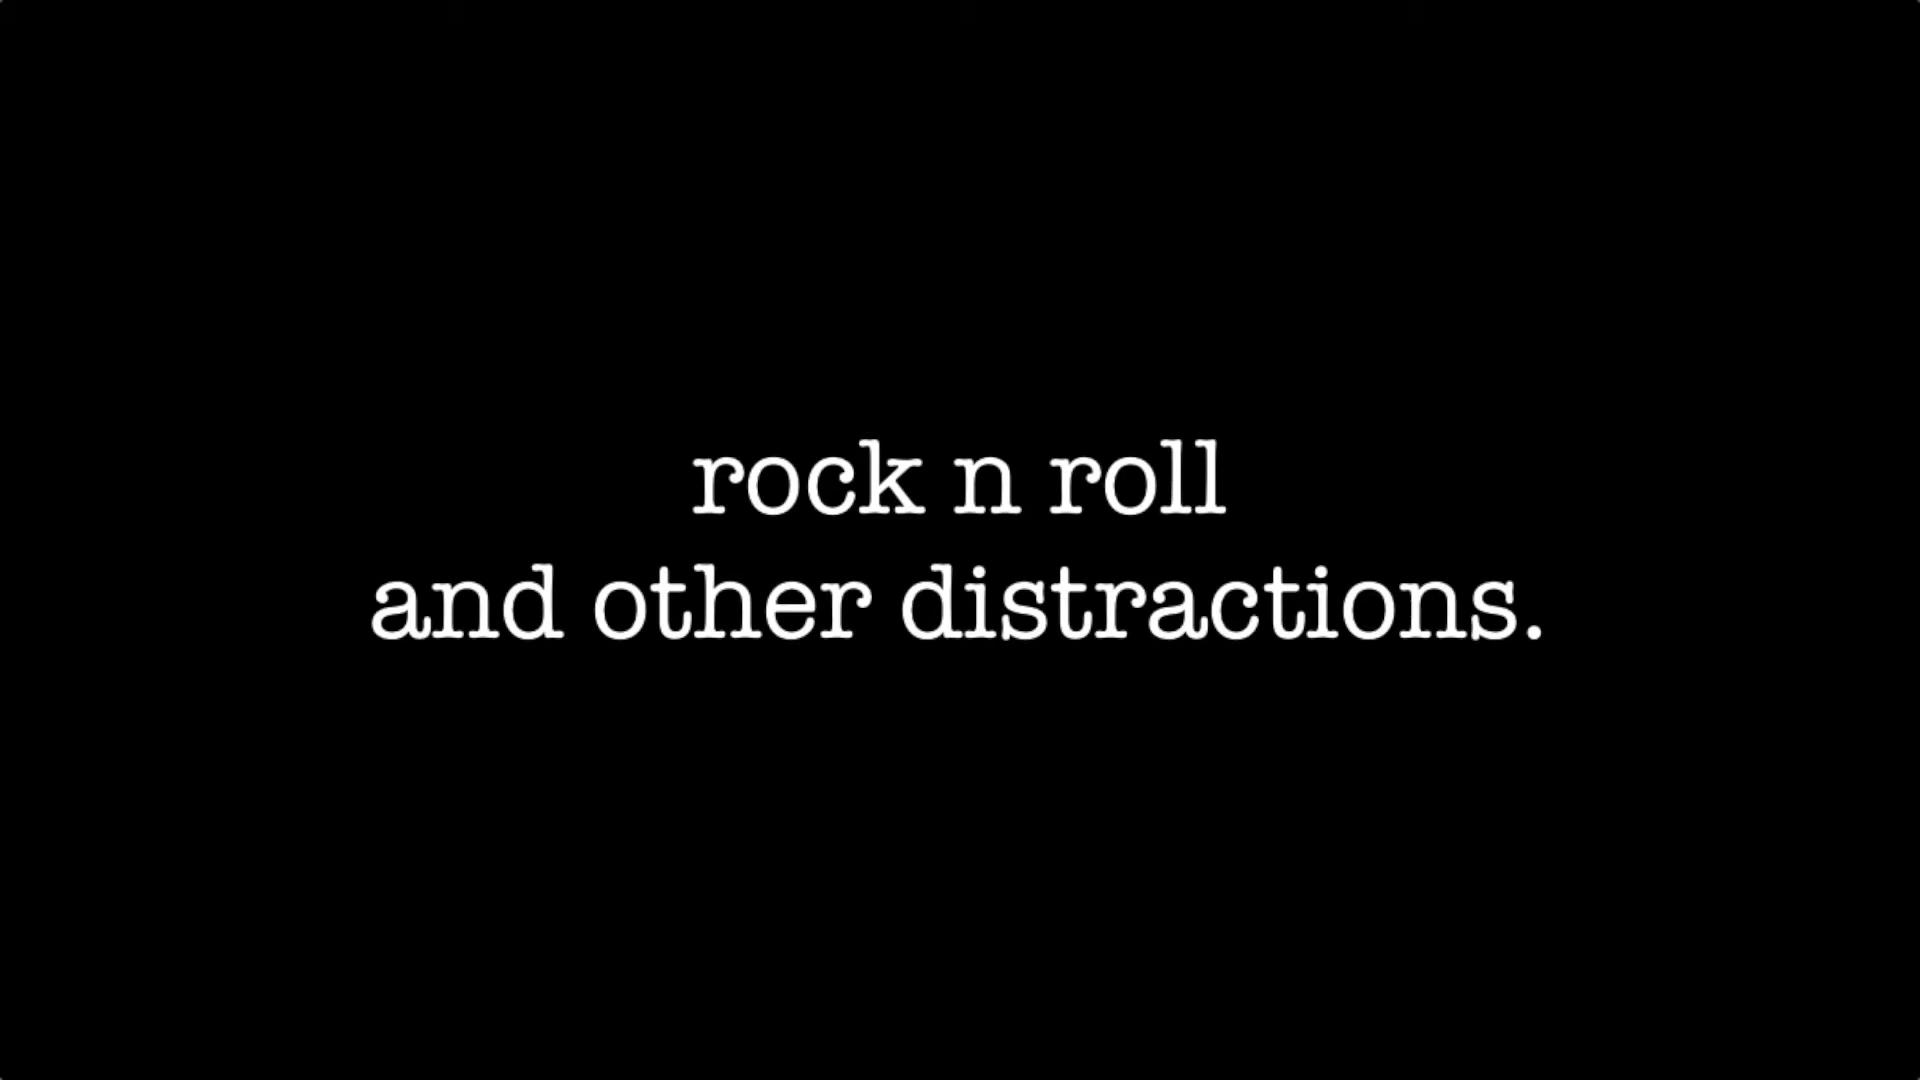 rock n roll
and other distractions.